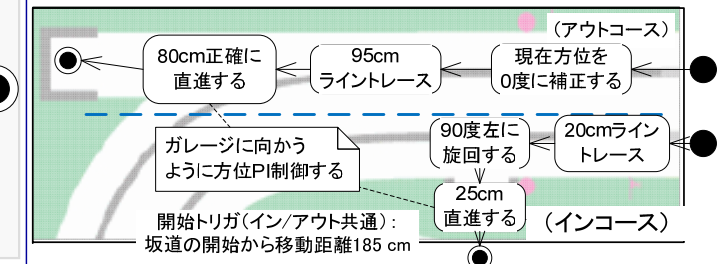 （アウトコース）
80cm正確に
直進する
95cm
ライントレース
現在方位を
0度に補正する
ガレージに向かう
ように方位PI制御する
90度左に
旋回する
20cmライン
トレース
25cm
直進する
（インコース）
開始トリガ（イン/アウト共通）:
坂道の開始から移動距離185 cm